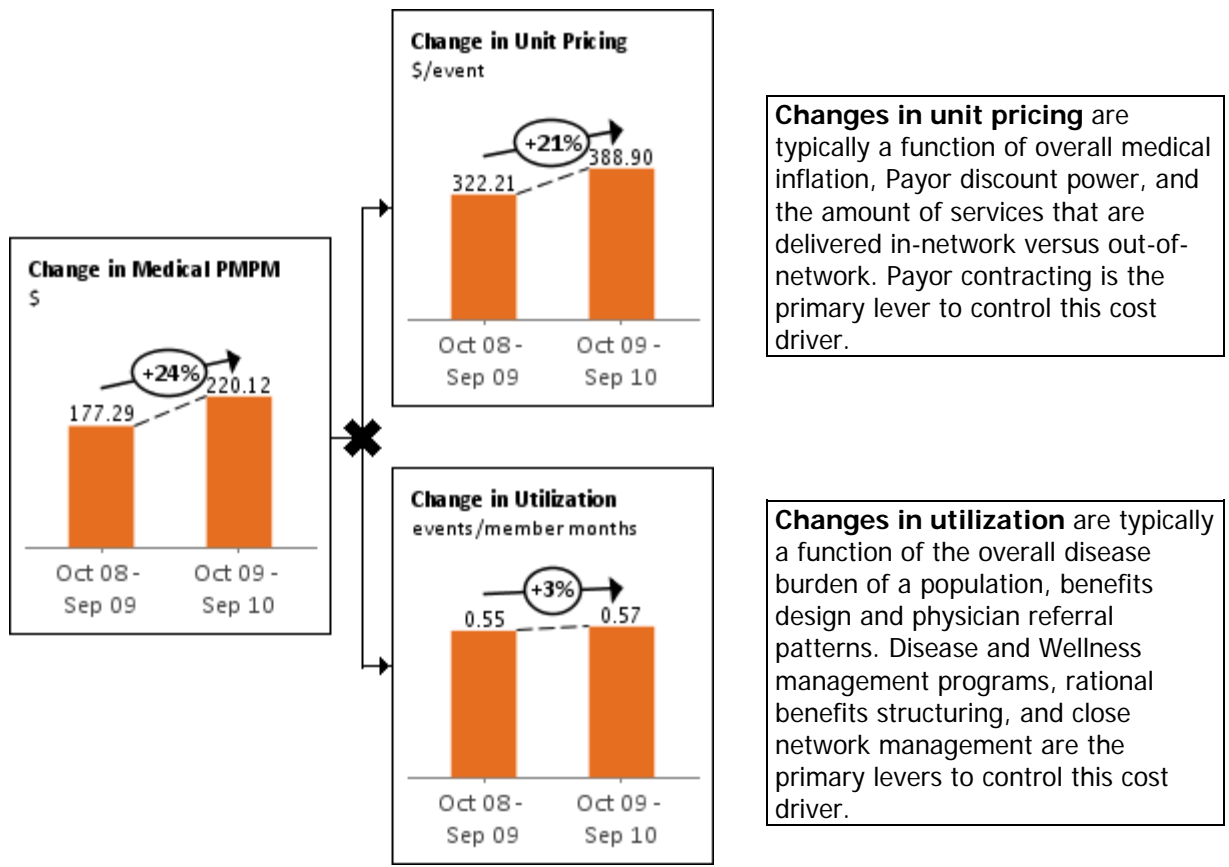 Change in Medical PMPM
$
+24%
177.29
220.12
Oct 08 -
Sep 09
Oct 09 -
Sep 10
Change in Unit Pricing
$/event
+21%
322.21
388.90
Oct 08 -
Sep 09
Oct 09 -
Sep 10
Changes in unit pricing are
typically a function of overall medical
inflation, Payor discount power, and
the amount of services that are
delivered in-network versus out-of-
network. Payor contracting is the
primary lever to control this cost
driver.
Change in Utilization
events/member months
+3%
0.55
0.57
Oct 08 -
Sep 09
Oct 09 -
Sep 10
Changes in utilization are typically
a function of the overall disease
burden of a population, benefits
design and physician referral
patterns. Disease and Wellness
management programs, rational
benefits structuring, and close
network management are the
primary levers to control this cost
driver.